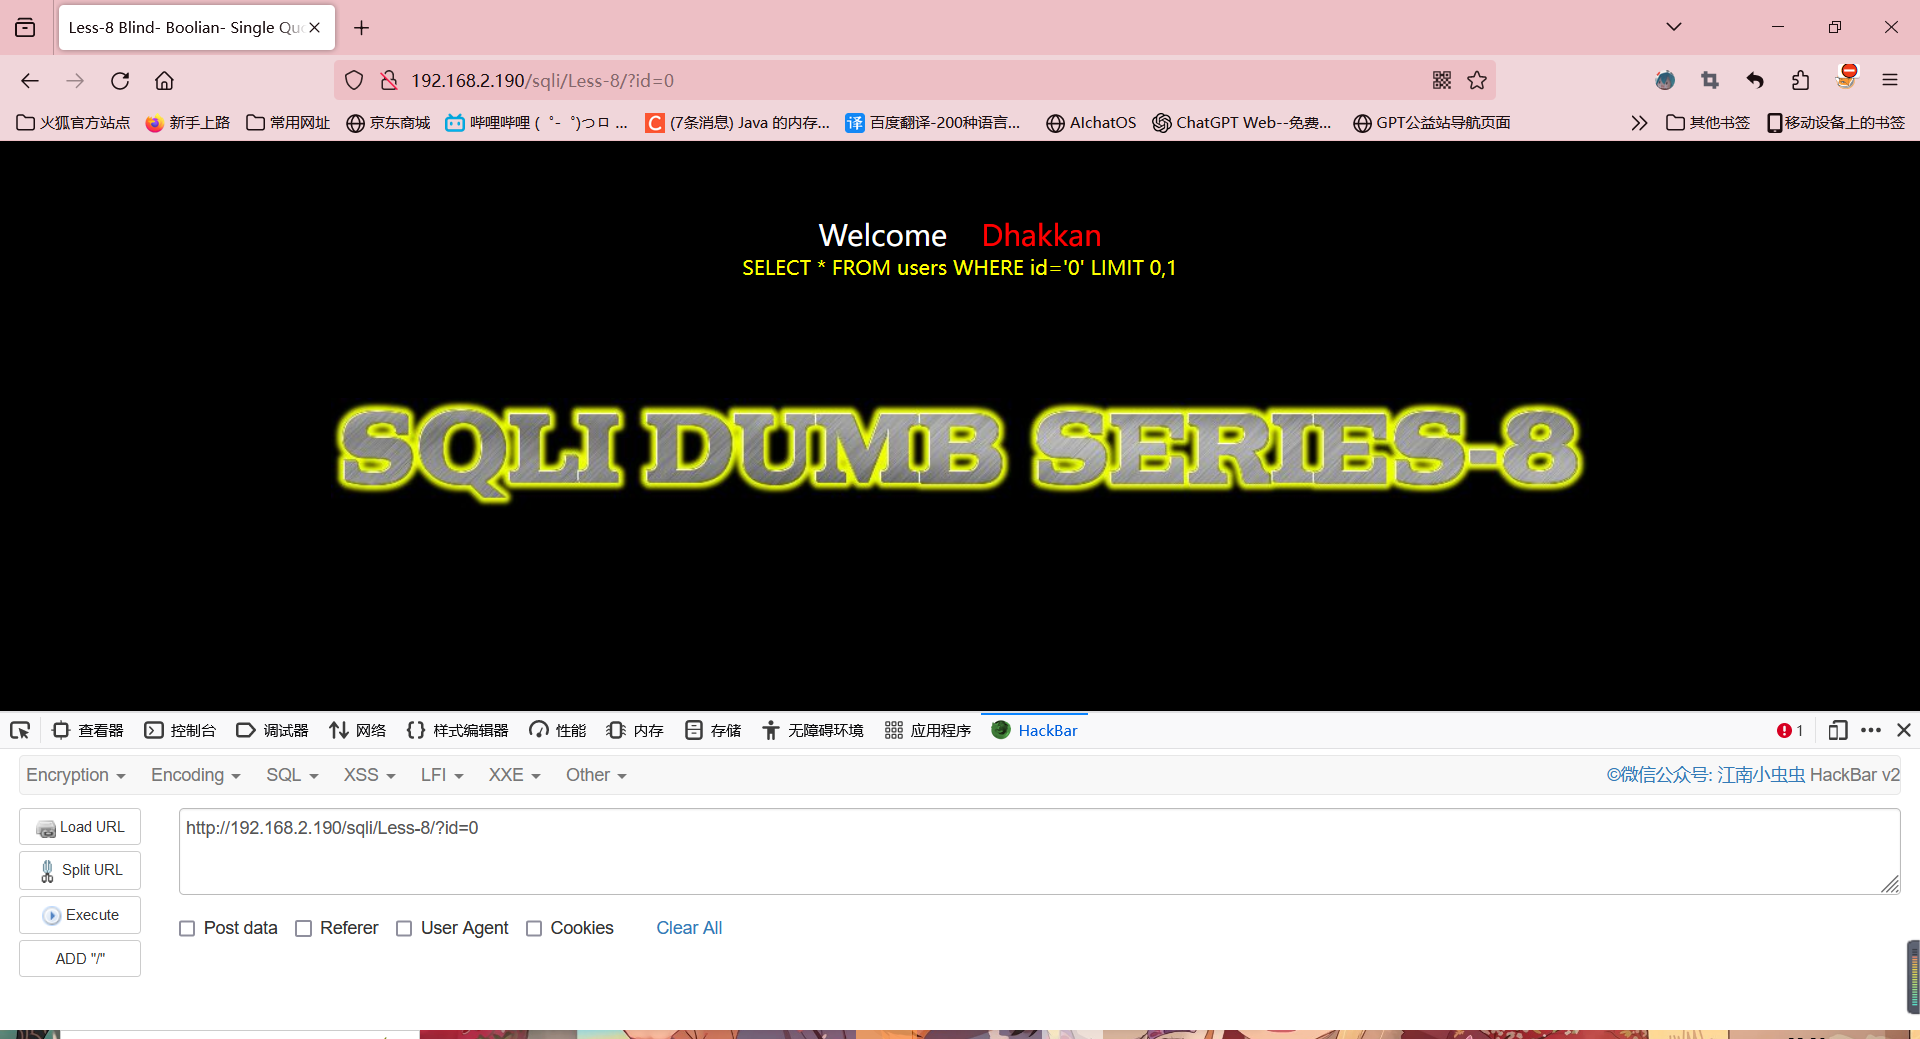 Less-8 Blind- Boolian- Single Quo
192.168.2.190/sqli/Less-8/?id=0
火狐官方站点 新手上路 常用网址 京东商城 哔哩哔哩 ( ゜- ゜)つロ ... (7条消息) Java 的内存... 百度翻译-200种语言... AIchatOS ChatGPT Web--免费... GPT公益站导航页面 其他书签 移动设备上的书签
Welcome Dhakkan
SELECT * FROM users WHERE id='0' LIMIT 0,1
SQLI DUMB SERIES-8
查看器 控制台 调试器 网络 样式编辑器 性能 内存 存储 无障碍环境 应用程序 HackBar 1
Encryption Encoding SQL XSS LFI XXE Other ©微信公众号: 江南小虫虫 HackBar v2
Load URL
http://192.168.2.190/sqli/Less-8/?id=0
Split URL
Execute
Post data Referer User Agent Cookies Clear All
ADD "/"